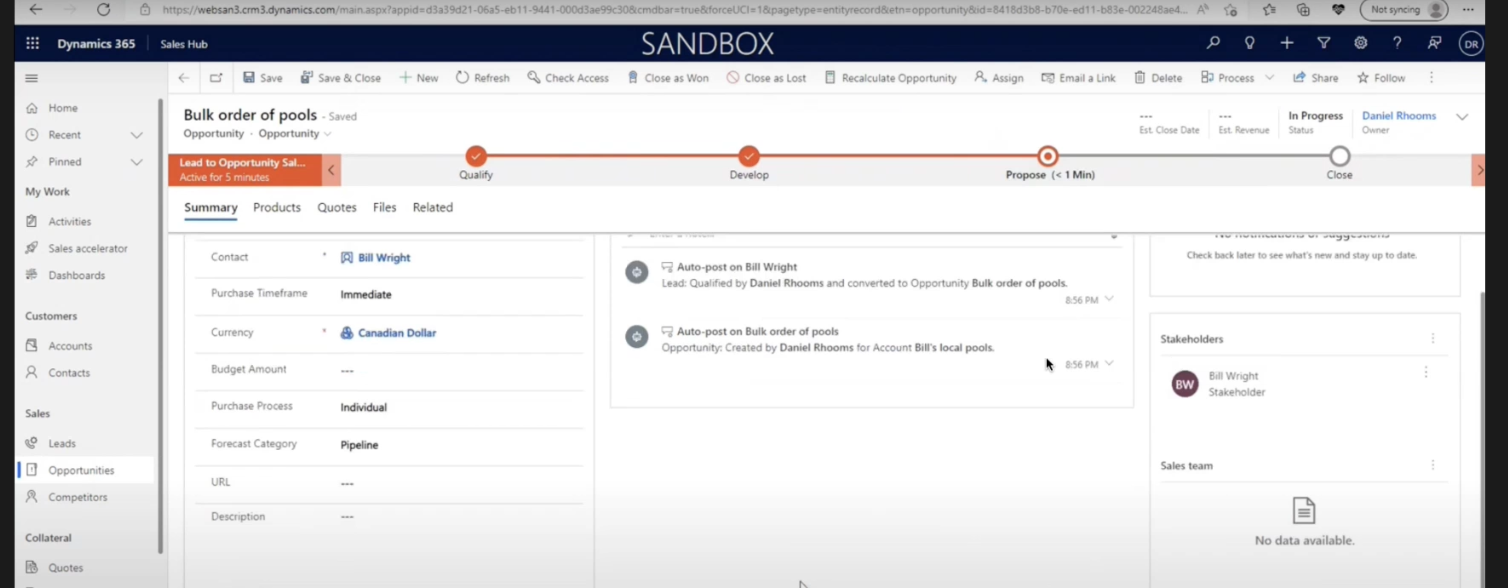 https://websan3.crm3.dynamics.com/main.aspx?appid=d3a39d21-06a5-eb11-9441-000d3ae99c30&cmdbar=true&forceUCI=1&pagetype=entityrecord&etn=opportunity&id=8418d3b8-b70e-ed11-b83e-002248ae4...
Not syncing
Dynamics 365 Sales Hub
SANDBOX
DR
Save Save & Close New Refresh Check Access Close as Won Close as Lost Recalculate Opportunity Assign Email a Link Delete Process Share Follow
Home
Recent
Pinned
My Work
Activities
Sales accelerator
Dashboards
Customers
Accounts
Contacts
Sales
Leads
Opportunities
Competitors
Collateral
Quotes
Bulk order of pools - Saved
Opportunity · Opportunity
--- Est. Close Date
--- Est. Revenue
In Progress Status
Daniel Rhooms Owner
Lead to Opportunity Sal...
Active for 5 minutes
Qualify
Develop
Propose (< 1 Min)
Close
Summary Products Quotes Files Related
Contact * Bill Wright
Purchase Timeframe Immediate
Currency * Canadian Dollar
Budget Amount ---
Purchase Process Individual
Forecast Category Pipeline
URL ---
Description ---
Auto-post on Bill Wright
Lead: Qualified by Daniel Rhooms and converted to Opportunity Bulk order of pools.
8:56 PM
Auto-post on Bulk order of pools
Opportunity: Created by Daniel Rhooms for Account Bill's local pools.
8:56 PM
No notifications or suggestions
Check back later to see what's new and stay up to date.
Stakeholders
BW
Bill Wright
Stakeholder
Sales team
No data available.